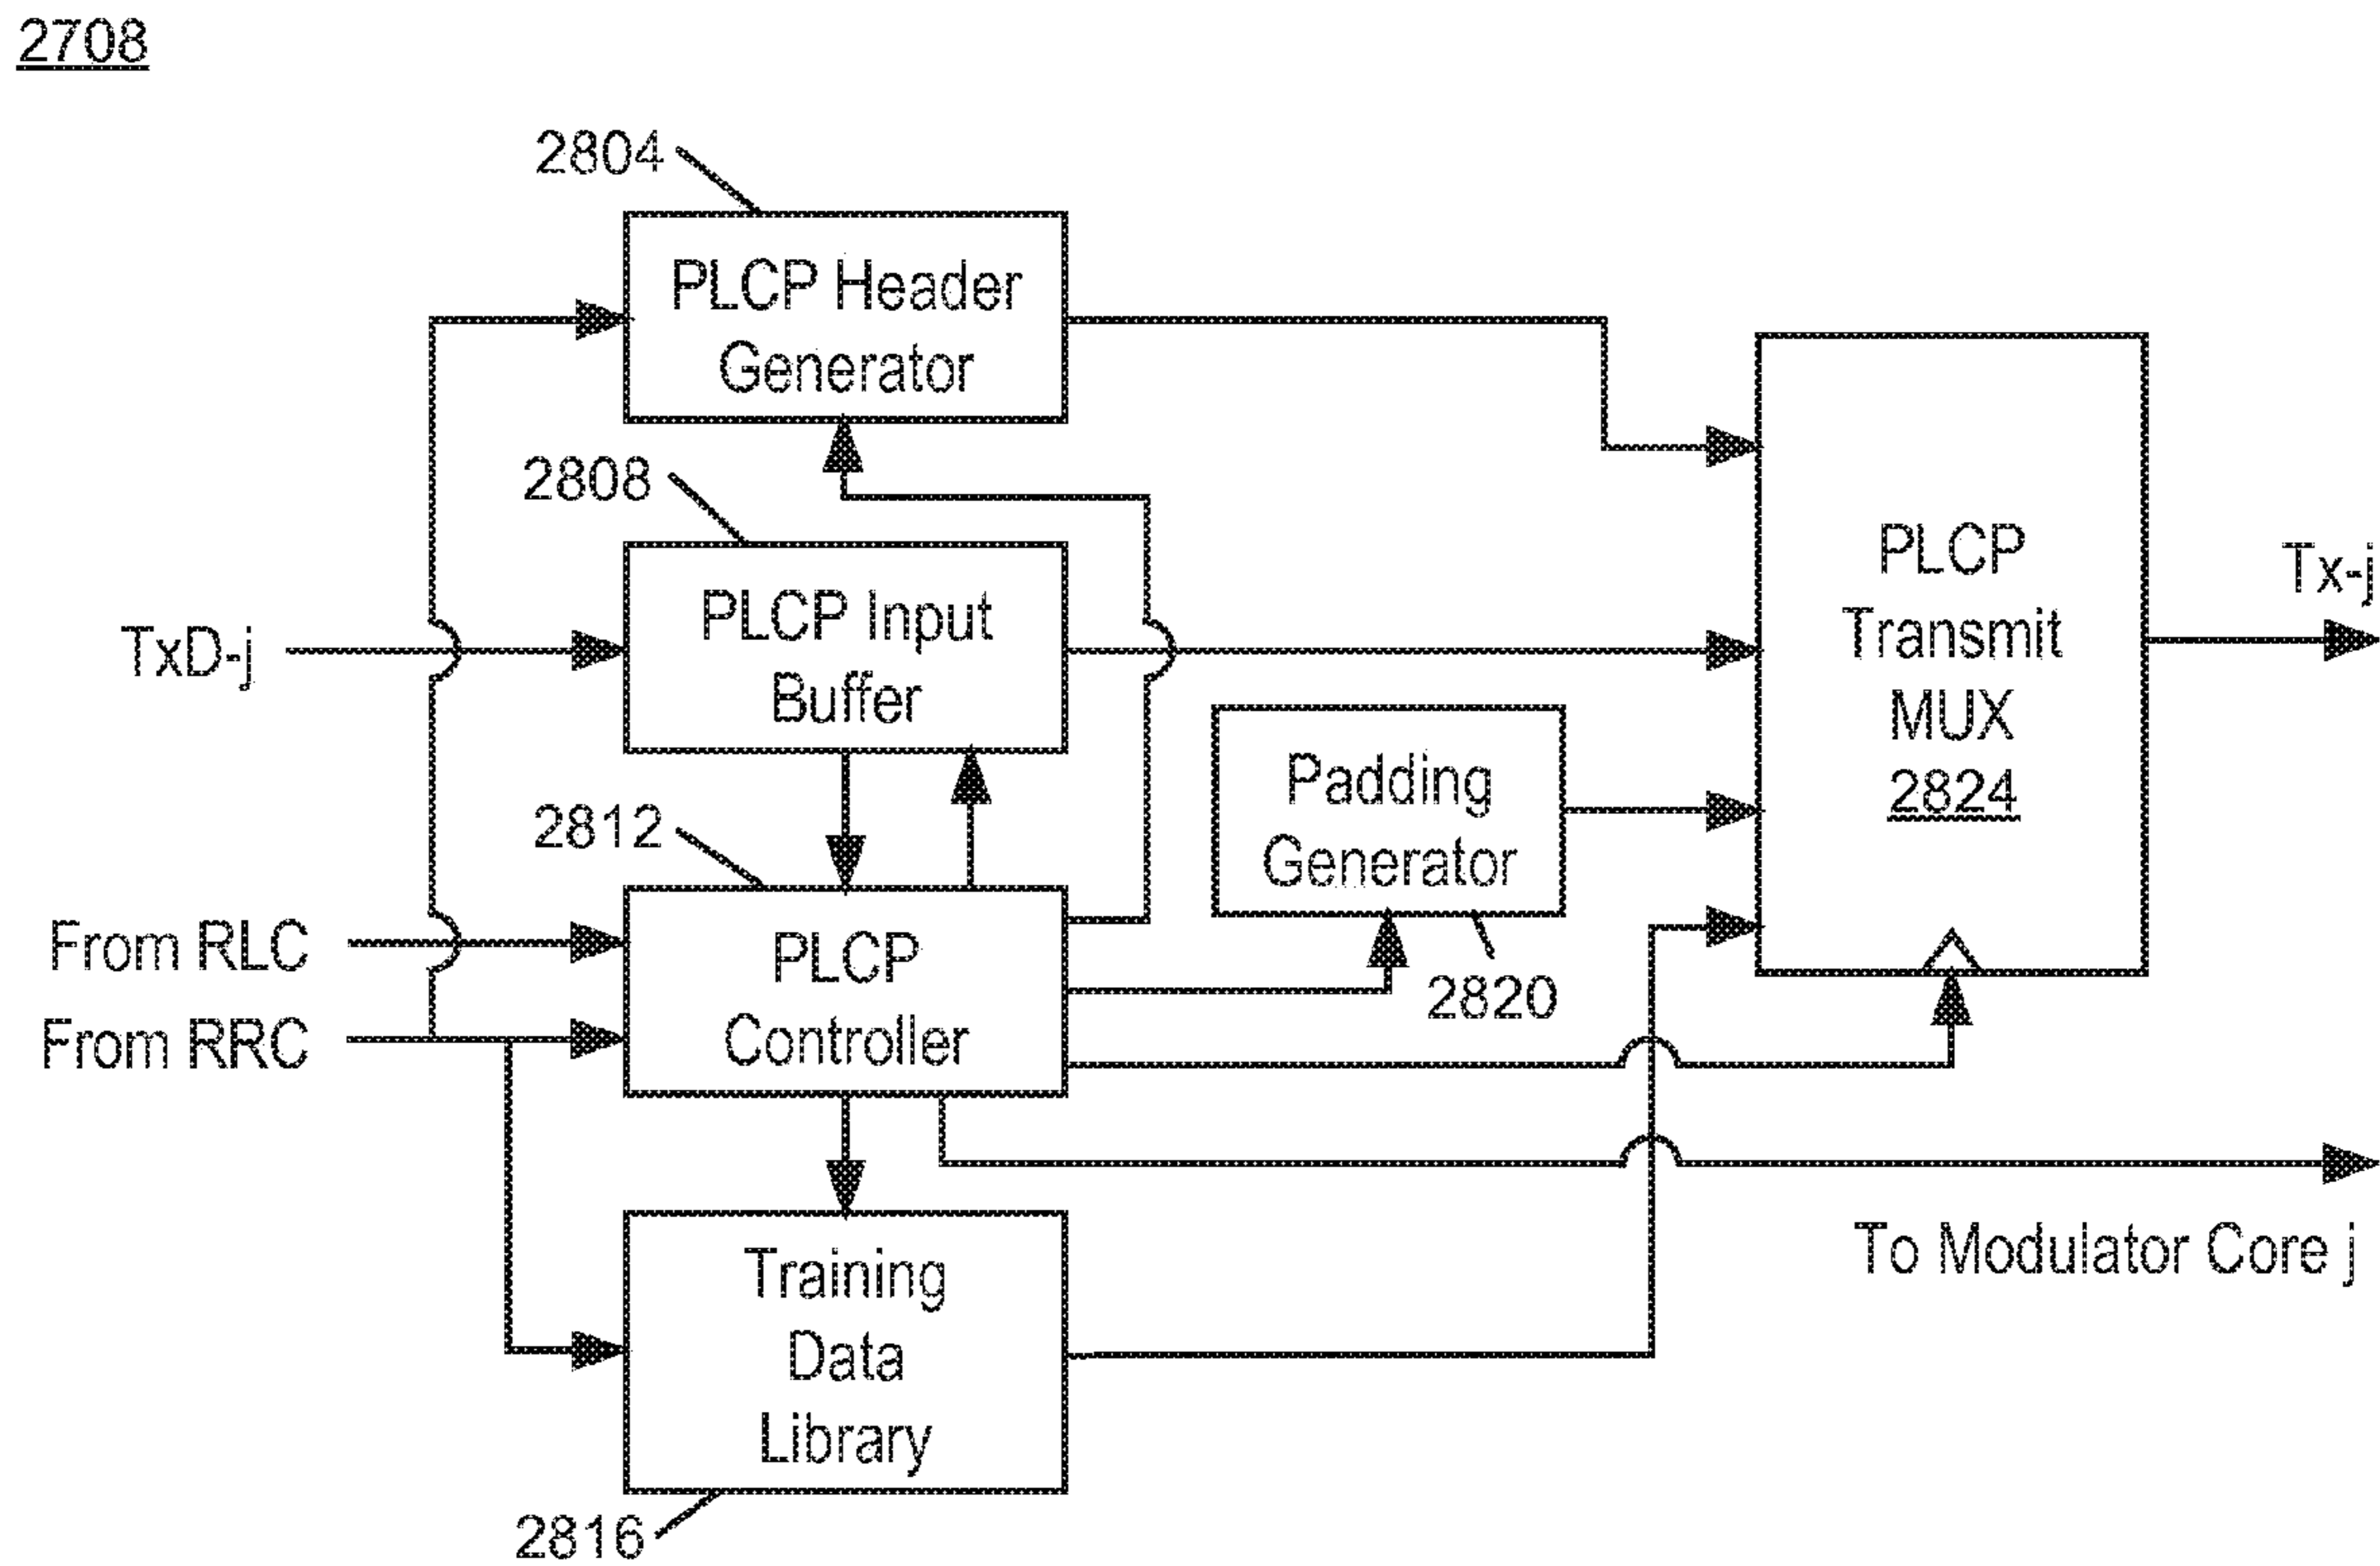 2708
2804
PLCP Header
Generator
2808
PLCP Input
Buffer
TxD-j
PLCP
Transmit
MUX
2824
Tx-j
Padding
Generator
2820
2812
From RLC
From RRC
PLCP
Controller
To Modulator Core j
Training
Data
Library
2816